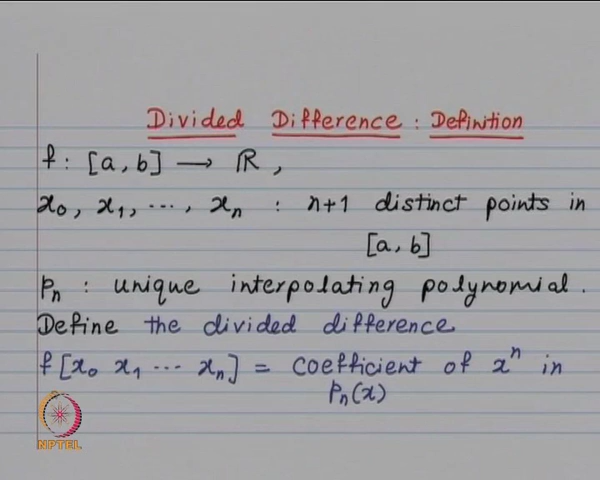 Divided Difference : Definition
f : [a, b] → ℝ ,
x₀, x₁, ..., xₙ : n+1 distinct points in
[a, b]
pₙ : unique interpolating polynomial.
Define the divided difference
f[x₀ x₁ ... xₙ] = coefficient of xⁿ in
pₙ(x)
NPTEL